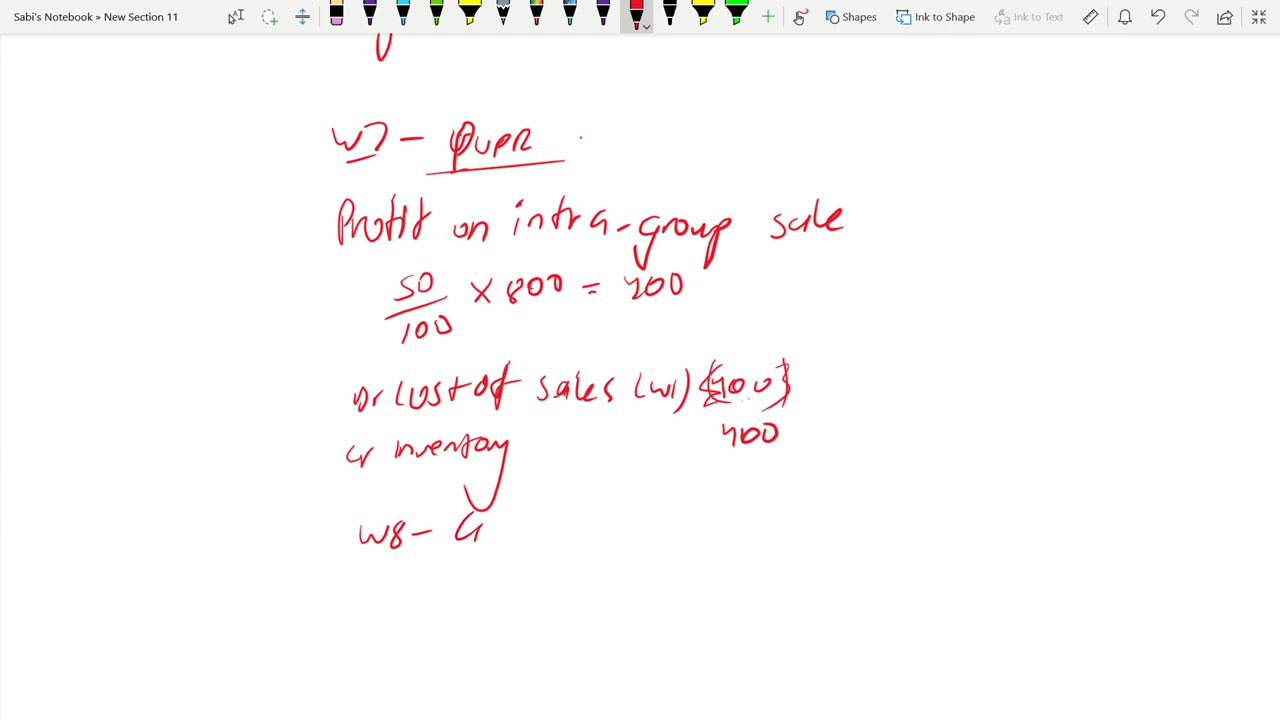 Sabi's Notebook » New Section 11
Shapes
Ink to Shape
Ink to Text
W7 - PUPR
Profit on intra-group sale
50/100 × 800 = 400
Dr Cost of sales (W1) (400)
400
Cr Inventory
W8 - G